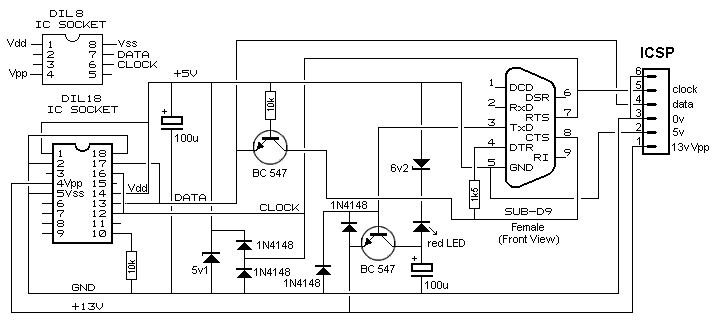 DIL8
IC SOCKET
Vdd 1 8 Vss
2 7 DATA
3 6 CLOCK
Vpp 4 5
DIL18
IC SOCKET
1 18
2 17
3 16
4Vpp 15
5Vss 14 Vdd
6 13
7 12
8 11
9 10
+5V
+
100u
10k
BC 547
DATA
CLOCK
10k
GND
+13V
5v1
1N4148
1N4148
1N4148
1N4148
BC 547
6v2
red LED
+
100u
1k5
1 DCD
DSR 6
2 RxD
RTS 7
3 TxD
CTS 8
4 DTR
RI 9
5 GND
SUB-D9
Female
(Front View)
ICSP
6
5 clock
4 data
3 0v
2 5v
1 13v Vpp